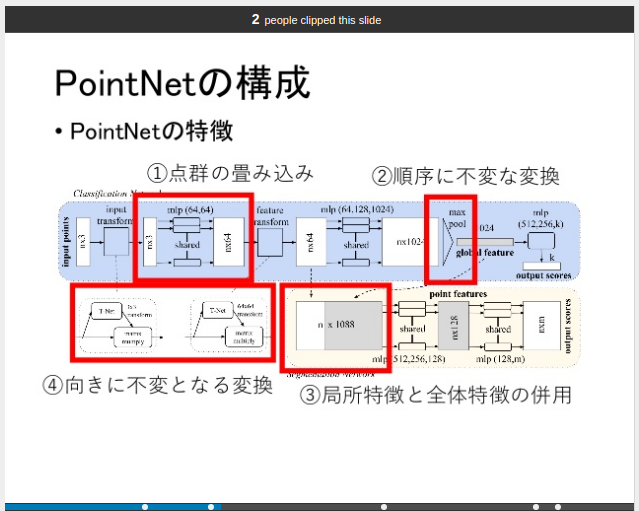 2 people clipped this slide
PointNetの構成
• PointNetの特徴
①点群の畳み込み
②順序に不変な変換
input transform
mlp (64,64)
feature transform
mlp (64,128,1024)
max pool
mlp (512,256,k)
input points
nx3
nx3
shared
nx64
nx64
shared
nx1024
1024
global feature
k
output scores
point features
T-Net
3x3 transform
matrix multiply
T-Net
64x64 transform
matrix multiply
n x 1088
shared
nx128
shared
nxm
output scores
mlp (512,256,128)
mlp (128,m)
④向きに不変となる変換
③局所特徴と全体特徴の併用